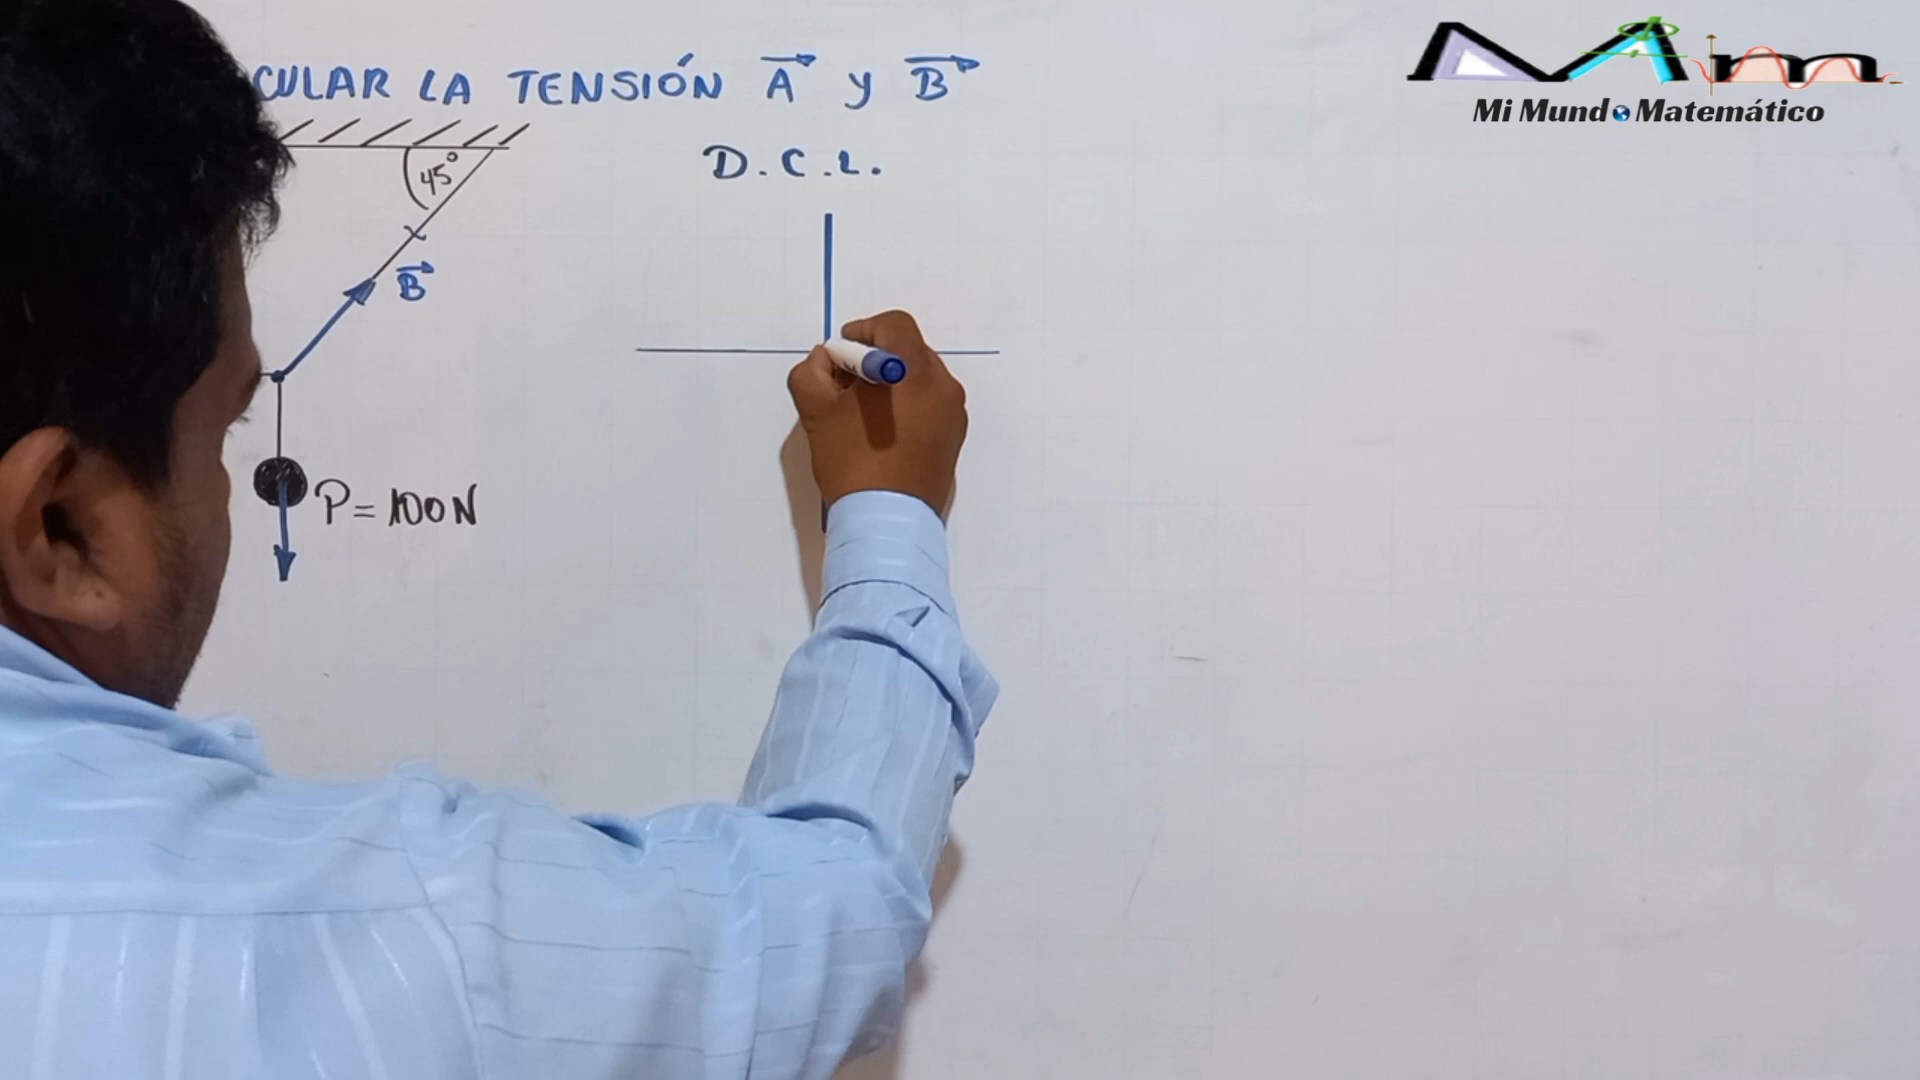 CULAR LA TENSIÓN A y B
D.C.L.
45°
B
P = 100N
Mi Mundo Matemático